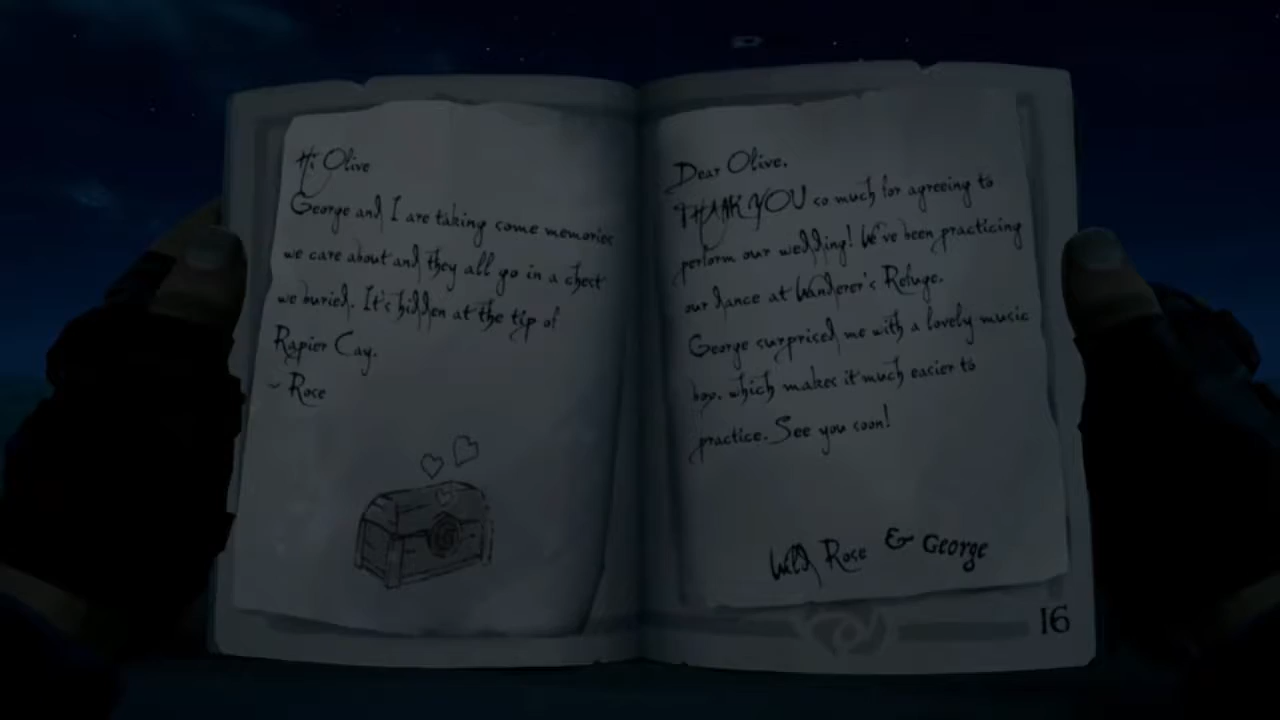 Hi Olive
George and I are taking some memories
we care about and they all go in a chest
we buried. It's hidden at the tip of
Rapier Cay.
~ Rose
Dear Olive,
THANK YOU so much for agreeing to
perform our wedding! We've been practicing
our dance at Wanderer's Refuge.
George surprised me with a lovely music
box, which makes it much easier to
practice. See you soon!
Wild Rose & George
16